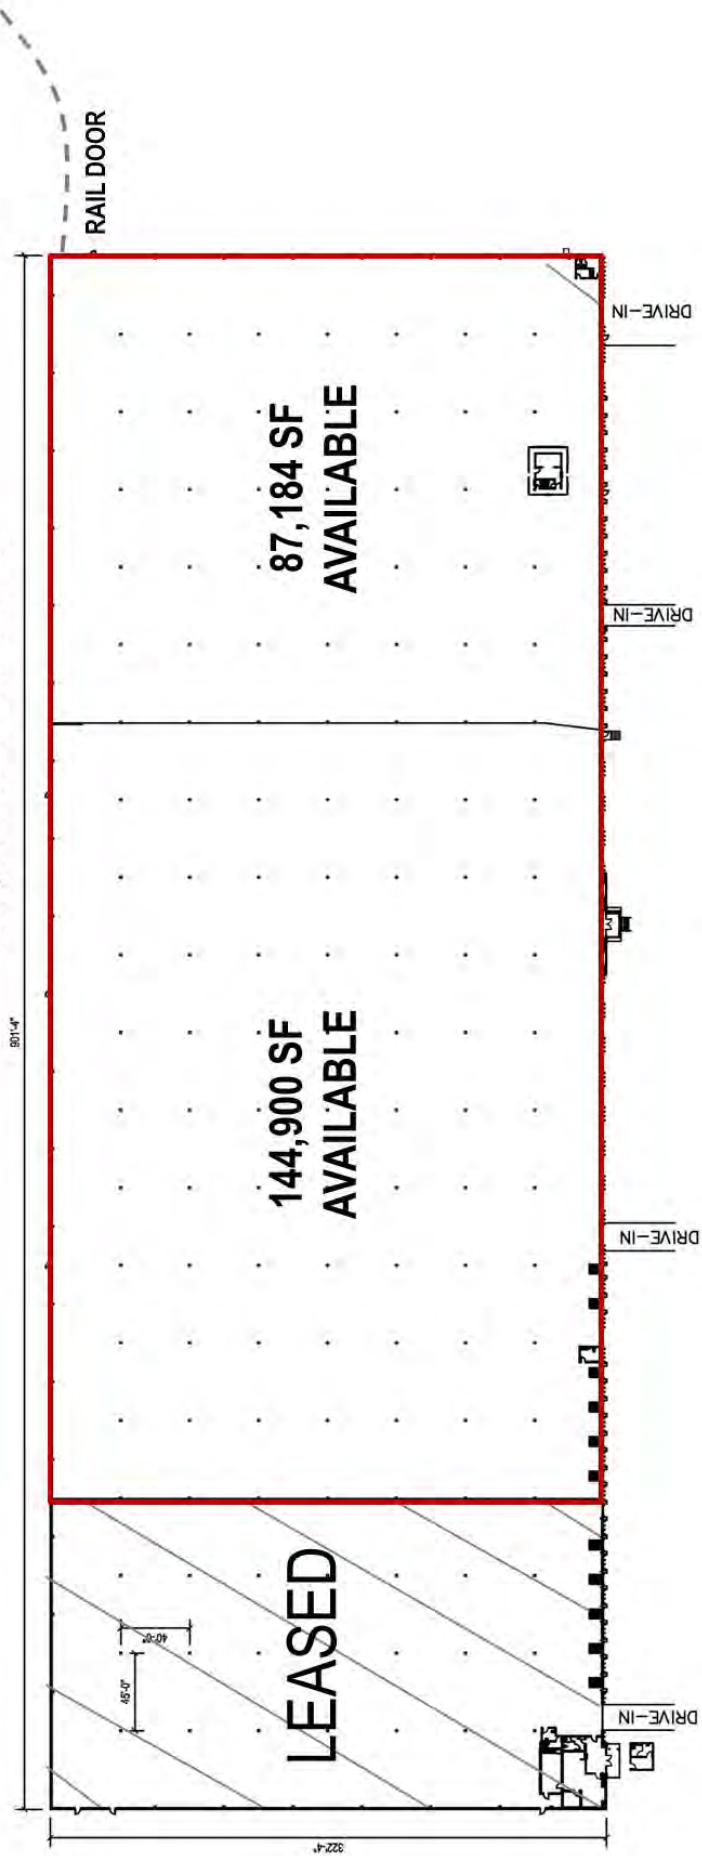 RAIL DOOR
DRIVE-IN
87,184 SF
AVAILABLE
DRIVE-IN
901'-4"
144,900 SF
AVAILABLE
DRIVE-IN
LEASED
40'-0"
45'-0"
DRIVE-IN
322'-4"